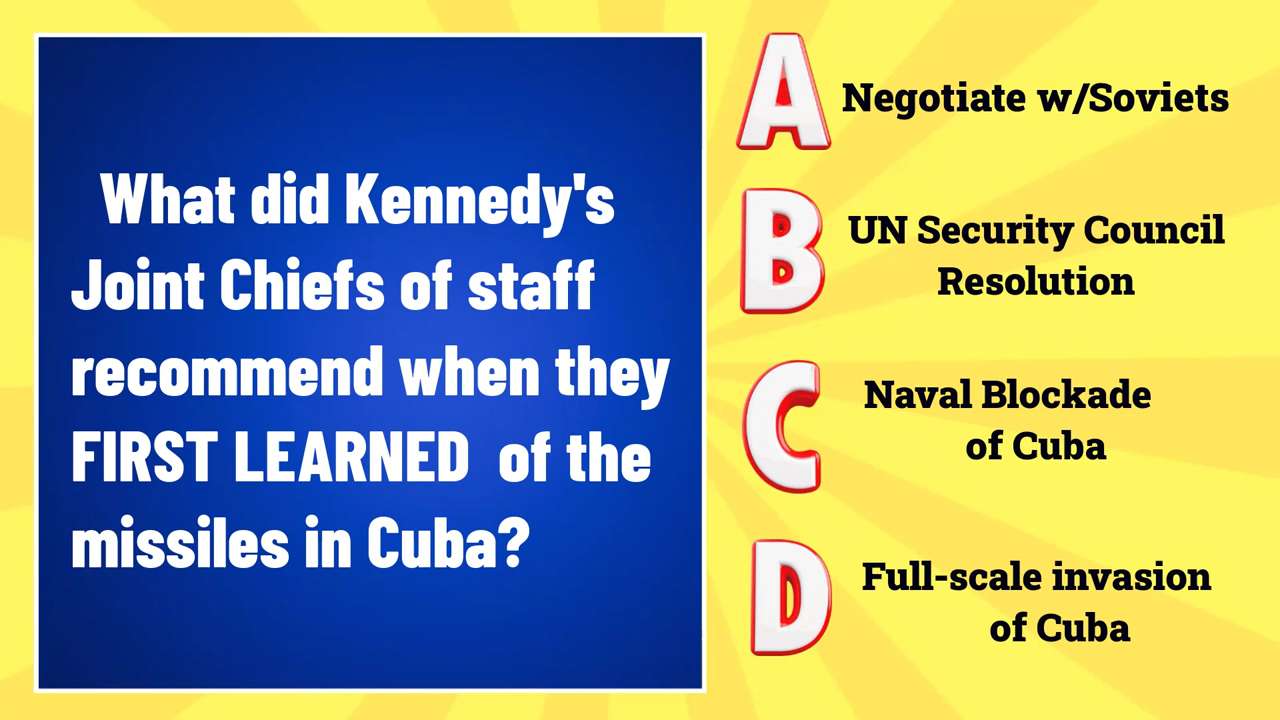 What did Kennedy's
Joint Chiefs of staff
recommend when they
FIRST LEARNED of the
missiles in Cuba?
A
Negotiate w/Soviets
B
UN Security Council
Resolution
C
Naval Blockade
of Cuba
D
Full-scale invasion
of Cuba